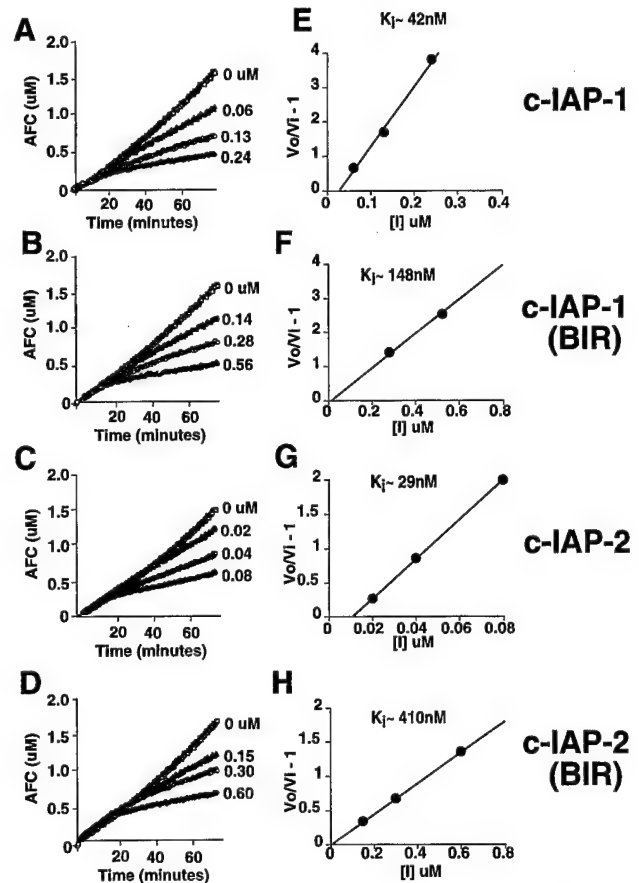 A
AFC (uM)
2.0
1.5
1.0
0.5
0
0 uM
0.06
0.13
0.24
20 40 60
Time (minutes)
E
Ki~ 42nM
Vo/Vi - 1
4
3
2
1
0
0 0.1 0.2 0.3 0.4
[I] uM
c-IAP-1
B
AFC (uM)
2.0
1.5
1.0
0.5
0
0 uM
0.14
0.28
0.56
20 40 60
Time (minutes)
F
Ki~ 148nM
Vo/Vi - 1
4
3
2
1
0
0 0.2 0.4 0.6 0.8
[I] uM
c-IAP-1
(BIR)
C
AFC (uM)
2.0
1.5
1.0
0.5
0
0 uM
0.02
0.04
0.08
20 40 60
Time (minutes)
G
Ki~ 29nM
Vo/Vi - 1
2
1.5
1
0.5
0
0 0.02 0.04 0.06 0.08
[I] uM
c-IAP-2
D
AFC (uM)
2.0
1.5
1.0
0.5
0
0 uM
0.15
0.30
0.60
20 40 60
Time (minutes)
H
Ki~ 410nM
Vo/Vi - 1
2
1.5
1
0.5
0
0 0.2 0.4 0.6 0.8
[I] uM
c-IAP-2
(BIR)